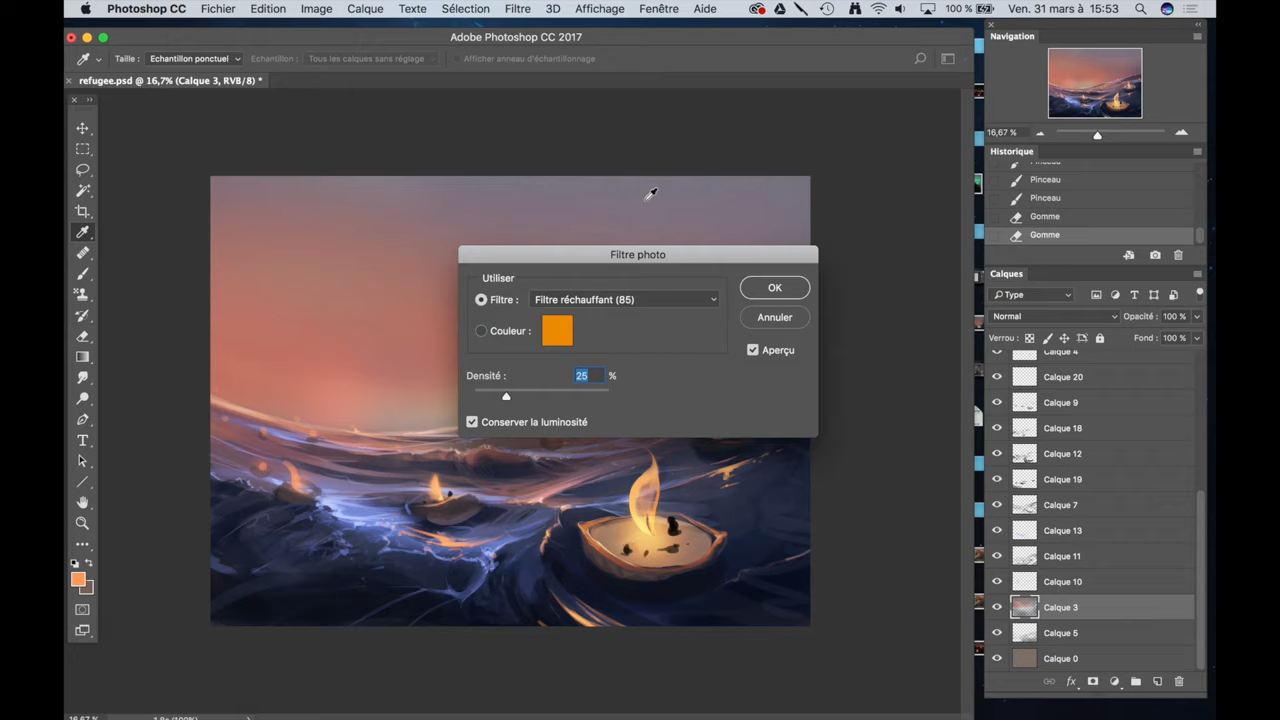 Photoshop CC Fichier Edition Image Calque Texte Sélection Filtre 3D Affichage Fenêtre Aide 100 % Ven. 31 mars à 15:53
Adobe Photoshop CC 2017
Taille : Echantillon ponctuel Echantillon : Tous les calques sans réglage Afficher anneau d'échantillonnage
refugee.psd @ 16,7% (Calque 3, RVB/8) *
Navigation
16,67 %
Historique
Pinceau
Pinceau
Pinceau
Gomme
Gomme
Calques
Type
Normal Opacité : 100 %
Verrou : Fond : 100 %
Calque 4
Calque 20
Calque 9
Calque 18
Calque 12
Calque 19
Calque 7
Calque 13
Calque 11
Calque 10
Calque 3
Calque 5
Calque 0
fx
Filtre photo
Utiliser
Filtre : Filtre réchauffant (85)
Couleur :
Densité : 25 %
Conserver la luminosité
OK
Annuler
Aperçu